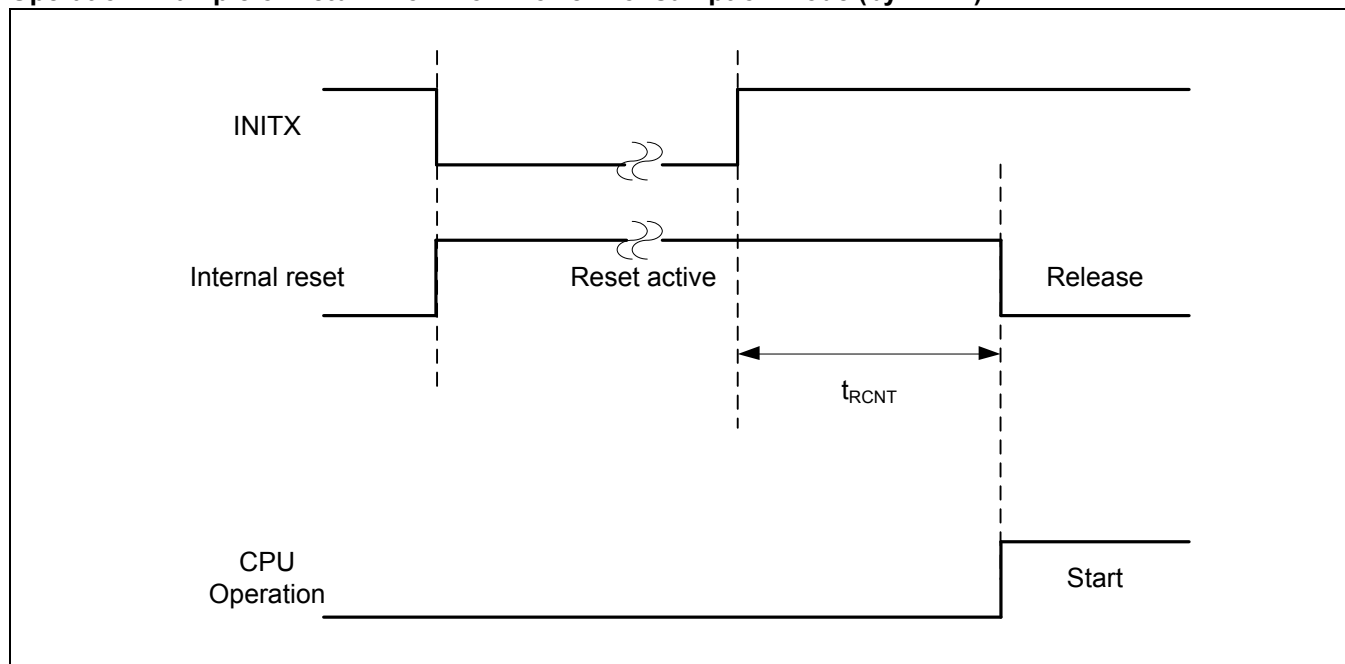 INITX
Internal reset
Reset active
Release
tRCNT
CPU
Operation
Start